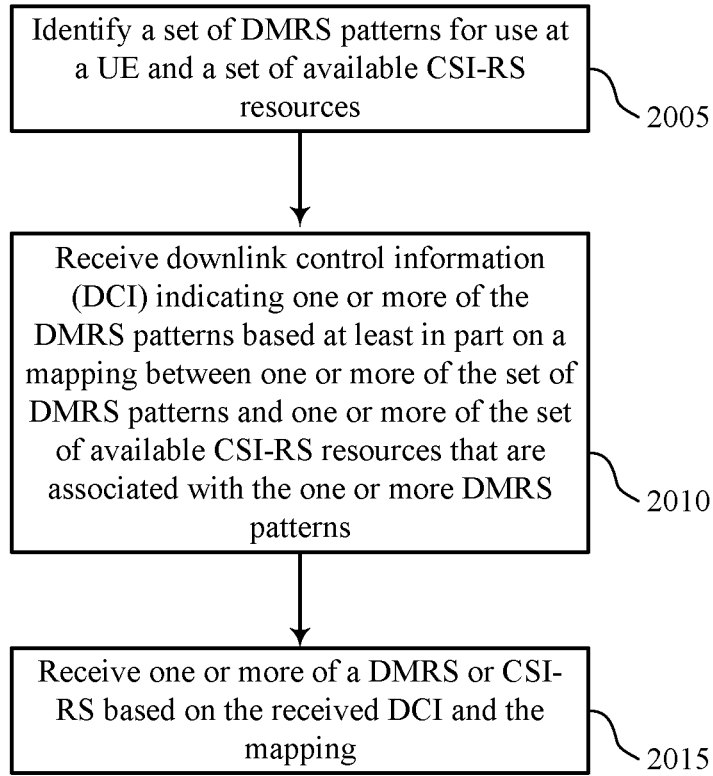 Identify a set of DMRS patterns for use at
a UE and a set of available CSI-RS
resources
2005
Receive downlink control information
(DCI) indicating one or more of the
DMRS patterns based at least in part on a
mapping between one or more of the set of
DMRS patterns and one or more of the set
of available CSI-RS resources that are
associated with the one or more DMRS
patterns
2010
Receive one or more of a DMRS or CSI-
RS based on the received DCI and the
mapping
2015